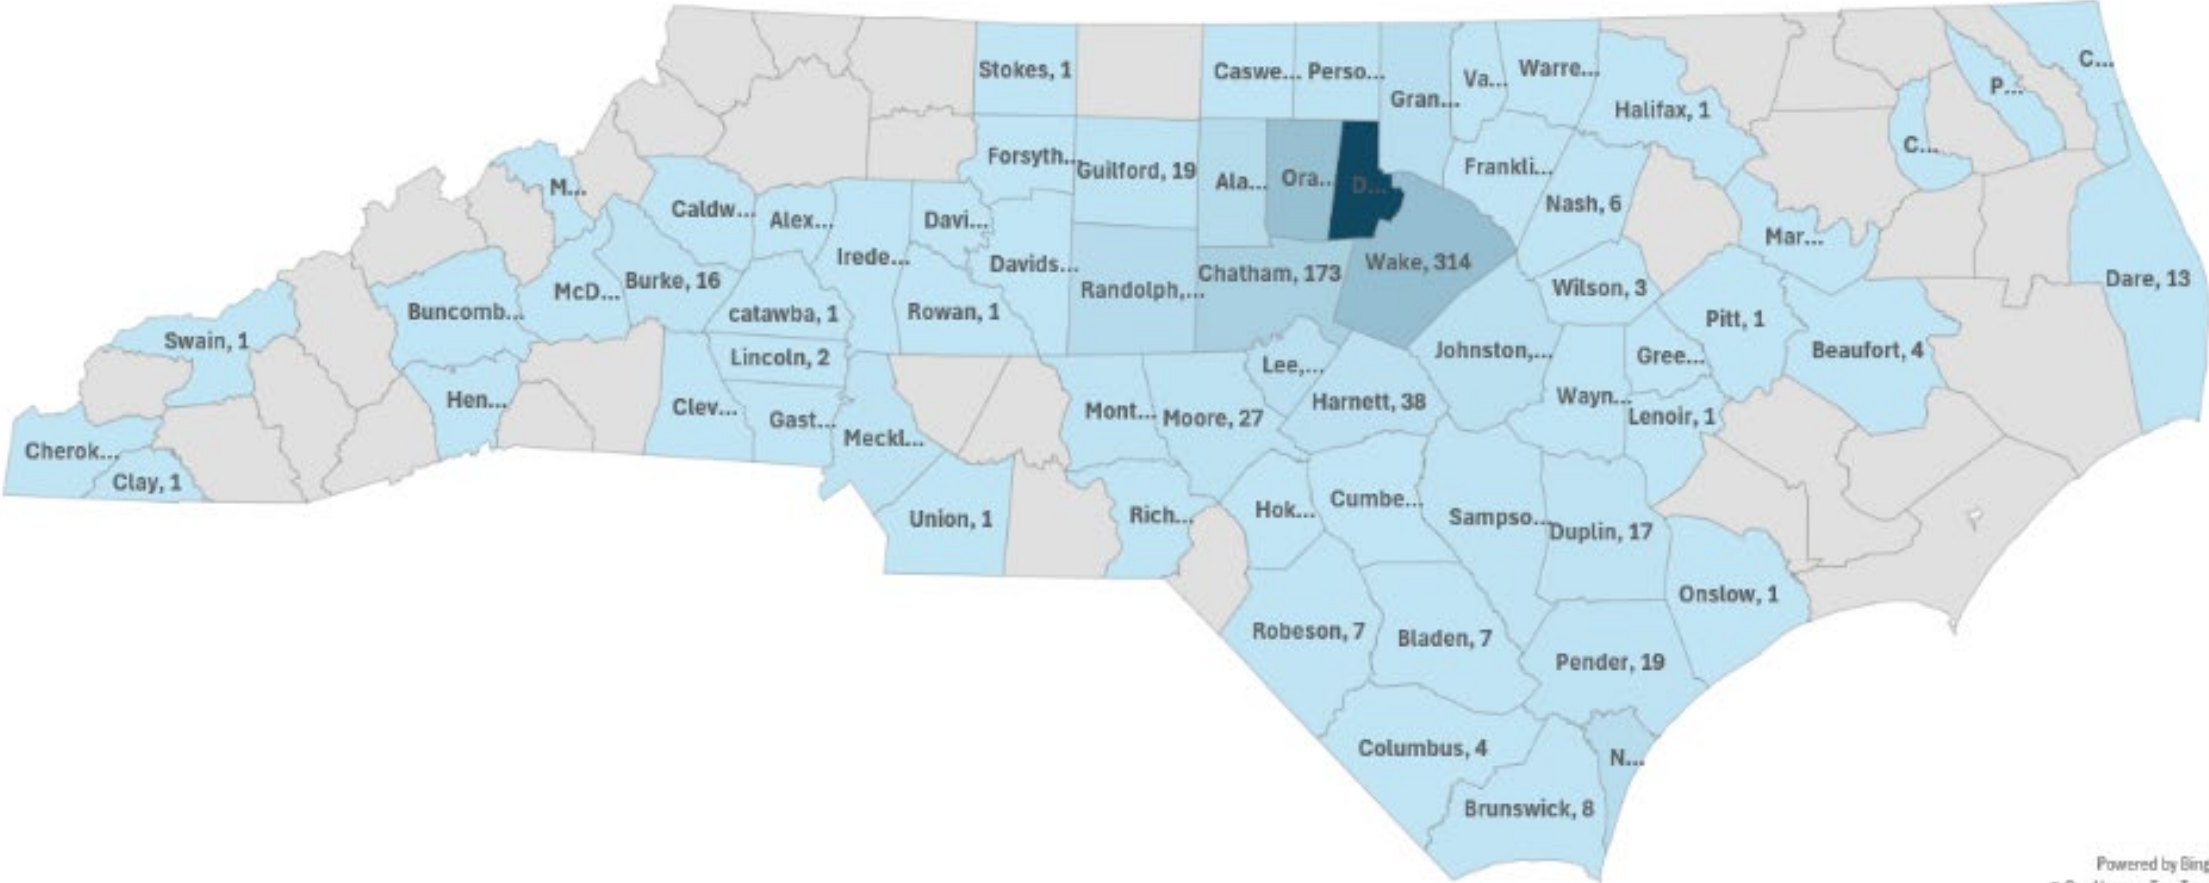 Stokes, 1
Caswe...
Perso...
Gran...
Va...
Warre...
Halifax, 1
C...
P...
C...
Forsyth...
Guilford, 19
Ala...
Ora...
D...
Frankli...
Nash, 6
M...
Caldw...
Alex...
Davi...
Irede...
Davids...
Randolph,...
Chatham, 173
Wake, 314
Mar...
Dare, 13
Wilson, 3
Pitt, 1
Beaufort, 4
Buncomb...
McD...
Burke, 16
catawba, 1
Rowan, 1
Swain, 1
Lincoln, 2
Lee,...
Johnston,...
Gree...
Hen...
Clev...
Gast...
Meckl...
Mont...
Moore, 27
Harnett, 38
Wayn...
Lenoir, 1
Cherok...
Clay, 1
Union, 1
Rich...
Hok...
Cumbe...
Sampso...
Duplin, 17
Onslow, 1
Robeson, 7
Bladen, 7
Pender, 19
Columbus, 4
N...
Brunswick, 8
Powered by Bing